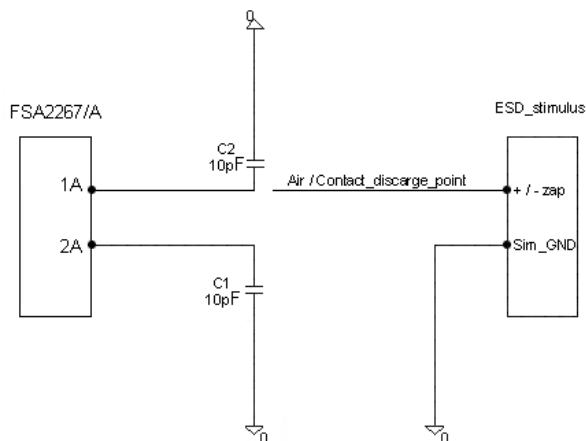 0
FSA2267/A
ESD_stimulus
C2
10pF
1A
Air / Contact_discarge_point
+ / - zap
2A
Sim_GND
C1
10pF
0
0